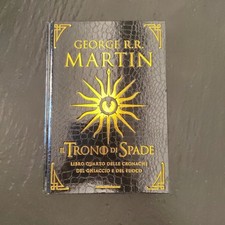 GEORGE R.R.
MARTIN
IL TRONO DI SPADE
LIBRO QUARTO DELLE CRONACHE
DEL GHIACCIO E DEL FUOCO